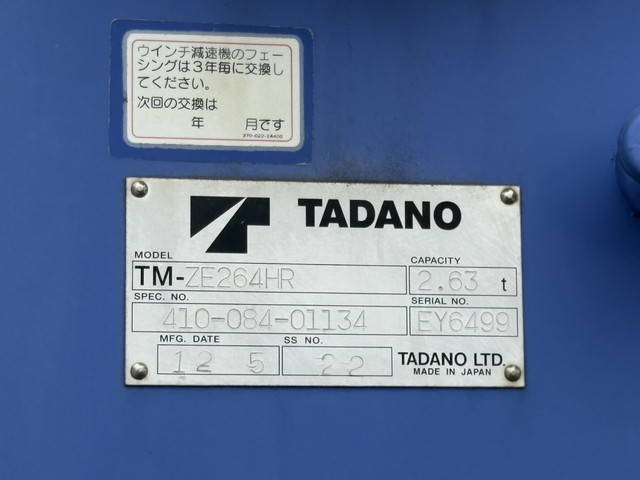 ウインチ減速機のフェー
シングは３年毎に交換し
てください。
次回の交換は
年 月です
370-022-24400
TADANO
MODEL
TM-ZE264HR
CAPACITY
2.63 t
SPEC. NO.
410-084-01134
SERIAL NO.
EY6499
MFG. DATE
12 5
SS NO.
22
TADANO LTD.
MADE IN JAPAN